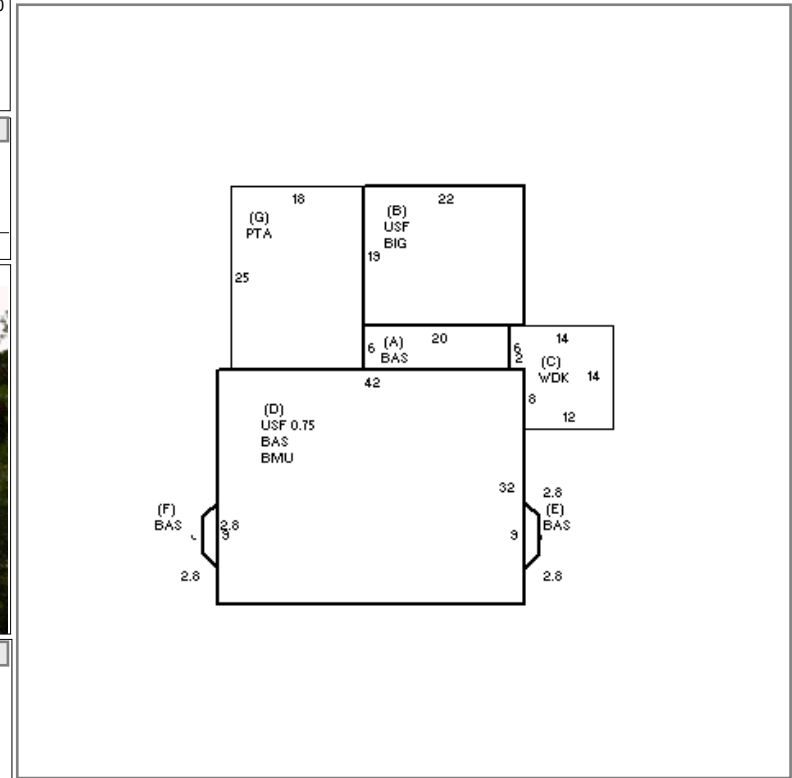 18
(G)
PTA
25
22
(B)
USF
BIG
19
6
(A)
BAS
20
6
2
14
(C)
WDK
14
8
12
42
(D)
USF 0.75
BAS
BMU
32
(F)
BAS
2.8
9
2.8
2.8
(E)
BAS
9
2.8